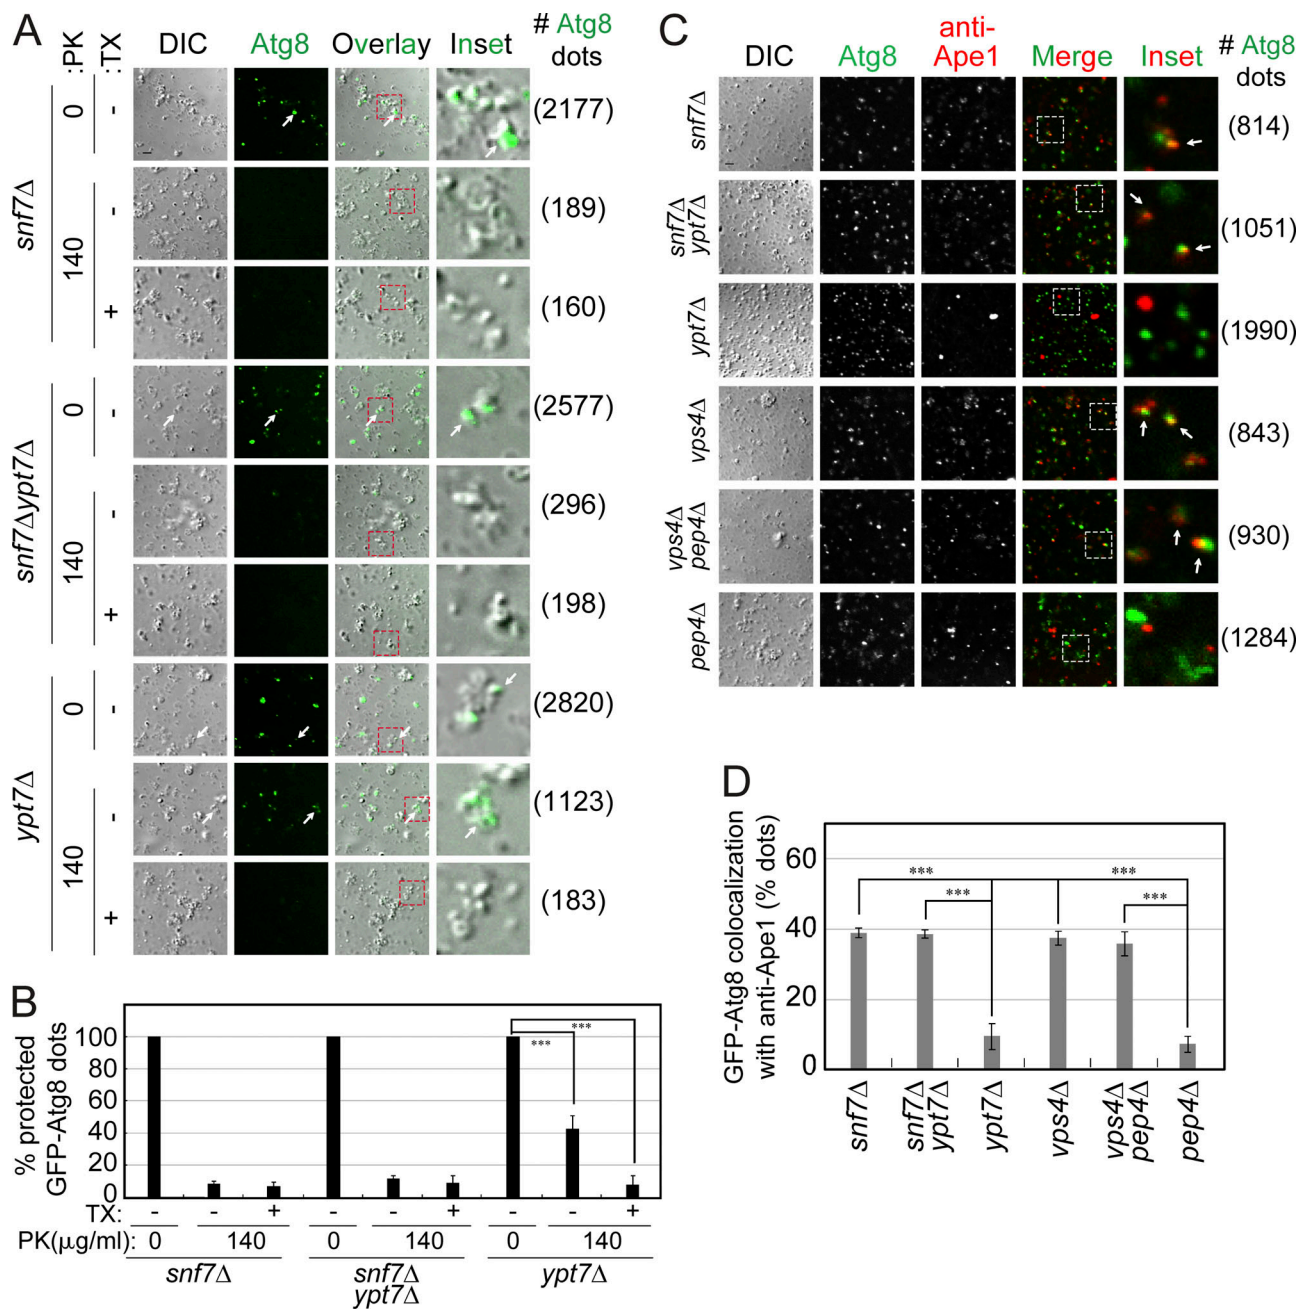 A
:PK
:TX
DIC
Atg8
Overlay
Inset
# Atg8
dots
snf7Δ
0
-
(2177)
140
-
(189)
+
(160)
snf7Δypt7Δ
0
-
(2577)
140
-
(296)
+
(198)
ypt7Δ
0
-
(2820)
140
-
(1123)
+
(183)
B
% protected
GFP-Atg8 dots
100
80
60
40
20
0
***
***
TX: - - + - - + - - +
PK(µg/ml): 0 140 0 140 0 140
snf7Δ snf7Δ ypt7Δ
ypt7Δ
C
DIC
Atg8
anti-
Ape1
Merge
Inset
# Atg8
dots
snf7Δ
(814)
snf7Δ
ypt7Δ
(1051)
ypt7Δ
(1990)
vps4Δ
(843)
vps4Δ
pep4Δ
(930)
pep4Δ
(1284)
D
GFP-Atg8 colocalization
with anti-Ape1 (% dots)
60
40
20
0
*** ***
*** ***
snf7Δ
snf7Δ
ypt7Δ
ypt7Δ
vps4Δ
vps4Δ
pep4Δ
pep4Δ